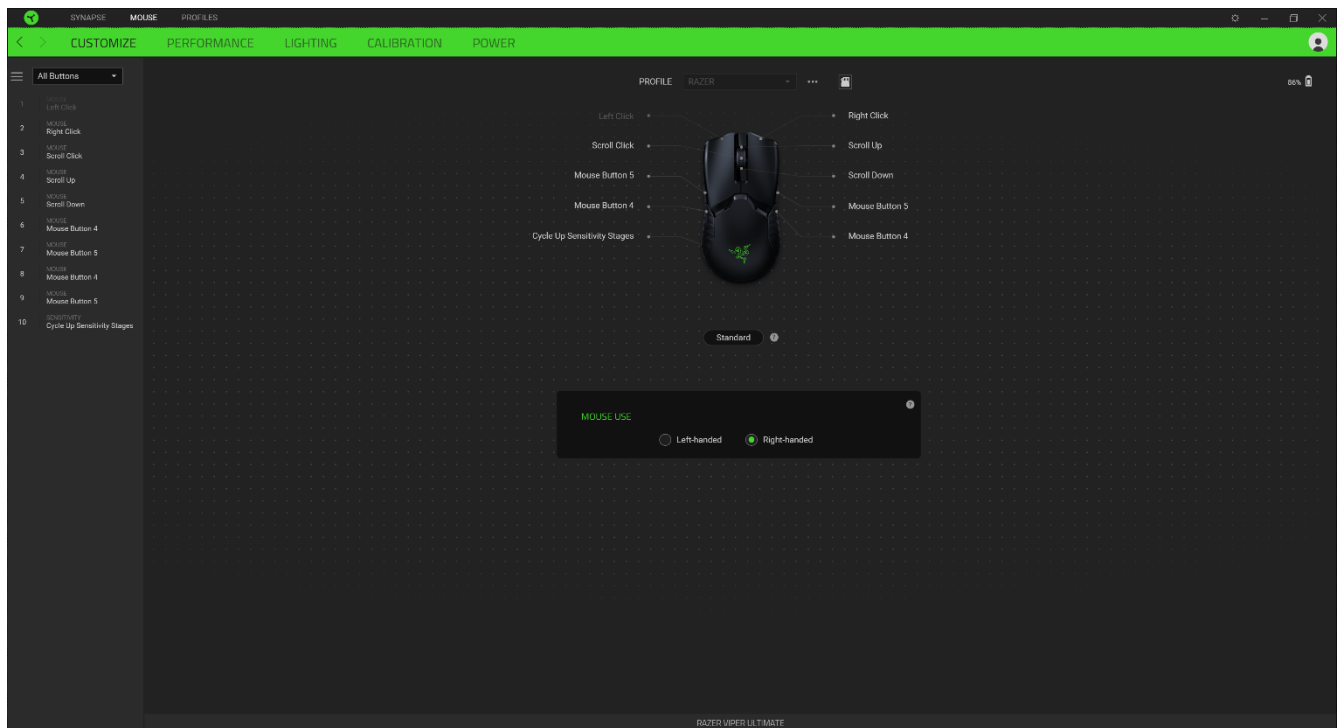 SYNAPSE MOUSE PROFILES
CUSTOMIZE PERFORMANCE LIGHTING CALIBRATION POWER
All Buttons
1 MOUSE
Left Click
2 MOUSE
Right Click
3 MOUSE
Scroll Click
4 MOUSE
Scroll Up
5 MOUSE
Scroll Down
6 MOUSE
Mouse Button 4
7 MOUSE
Mouse Button 5
8 MOUSE
Mouse Button 4
9 MOUSE
Mouse Button 5
10 SENSITIVITY
Cycle Up Sensitivity Stages
PROFILE RAZER
86%
Left Click
Scroll Click
Mouse Button 5
Mouse Button 4
Cycle Up Sensitivity Stages
Right Click
Scroll Up
Scroll Down
Mouse Button 5
Mouse Button 4
Standard ?
?
MOUSE USE
Left-handed Right-handed
RAZER VIPER ULTIMATE